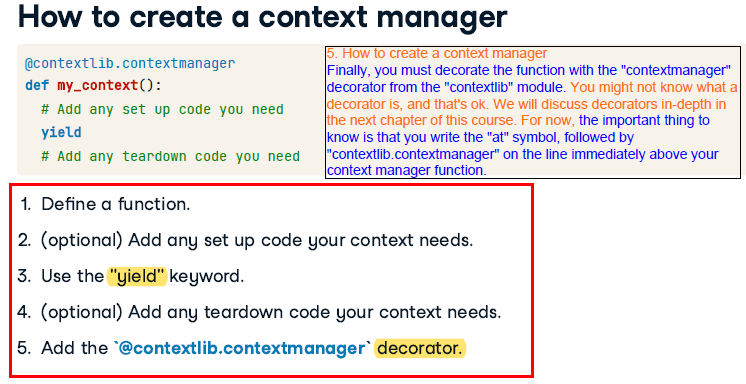 How to create a context manager
@contextlib.contextmanager
def my_context():
# Add any set up code you need
yield
# Add any teardown code you need
5. How to create a context manager
Finally, you must decorate the function with the "contextmanager"
decorator from the "contextlib" module. You might not know what a
decorator is, and that's ok. We will discuss decorators in-depth in
the next chapter of this course. For now, the important thing to
know is that you write the "at" symbol, followed by
"contextlib.contextmanager" on the line immediately above your
context manager function.
1. Define a function.
2. (optional) Add any set up code your context needs.
3. Use the "yield" keyword.
4. (optional) Add any teardown code your context needs.
5. Add the `@contextlib.contextmanager` decorator.